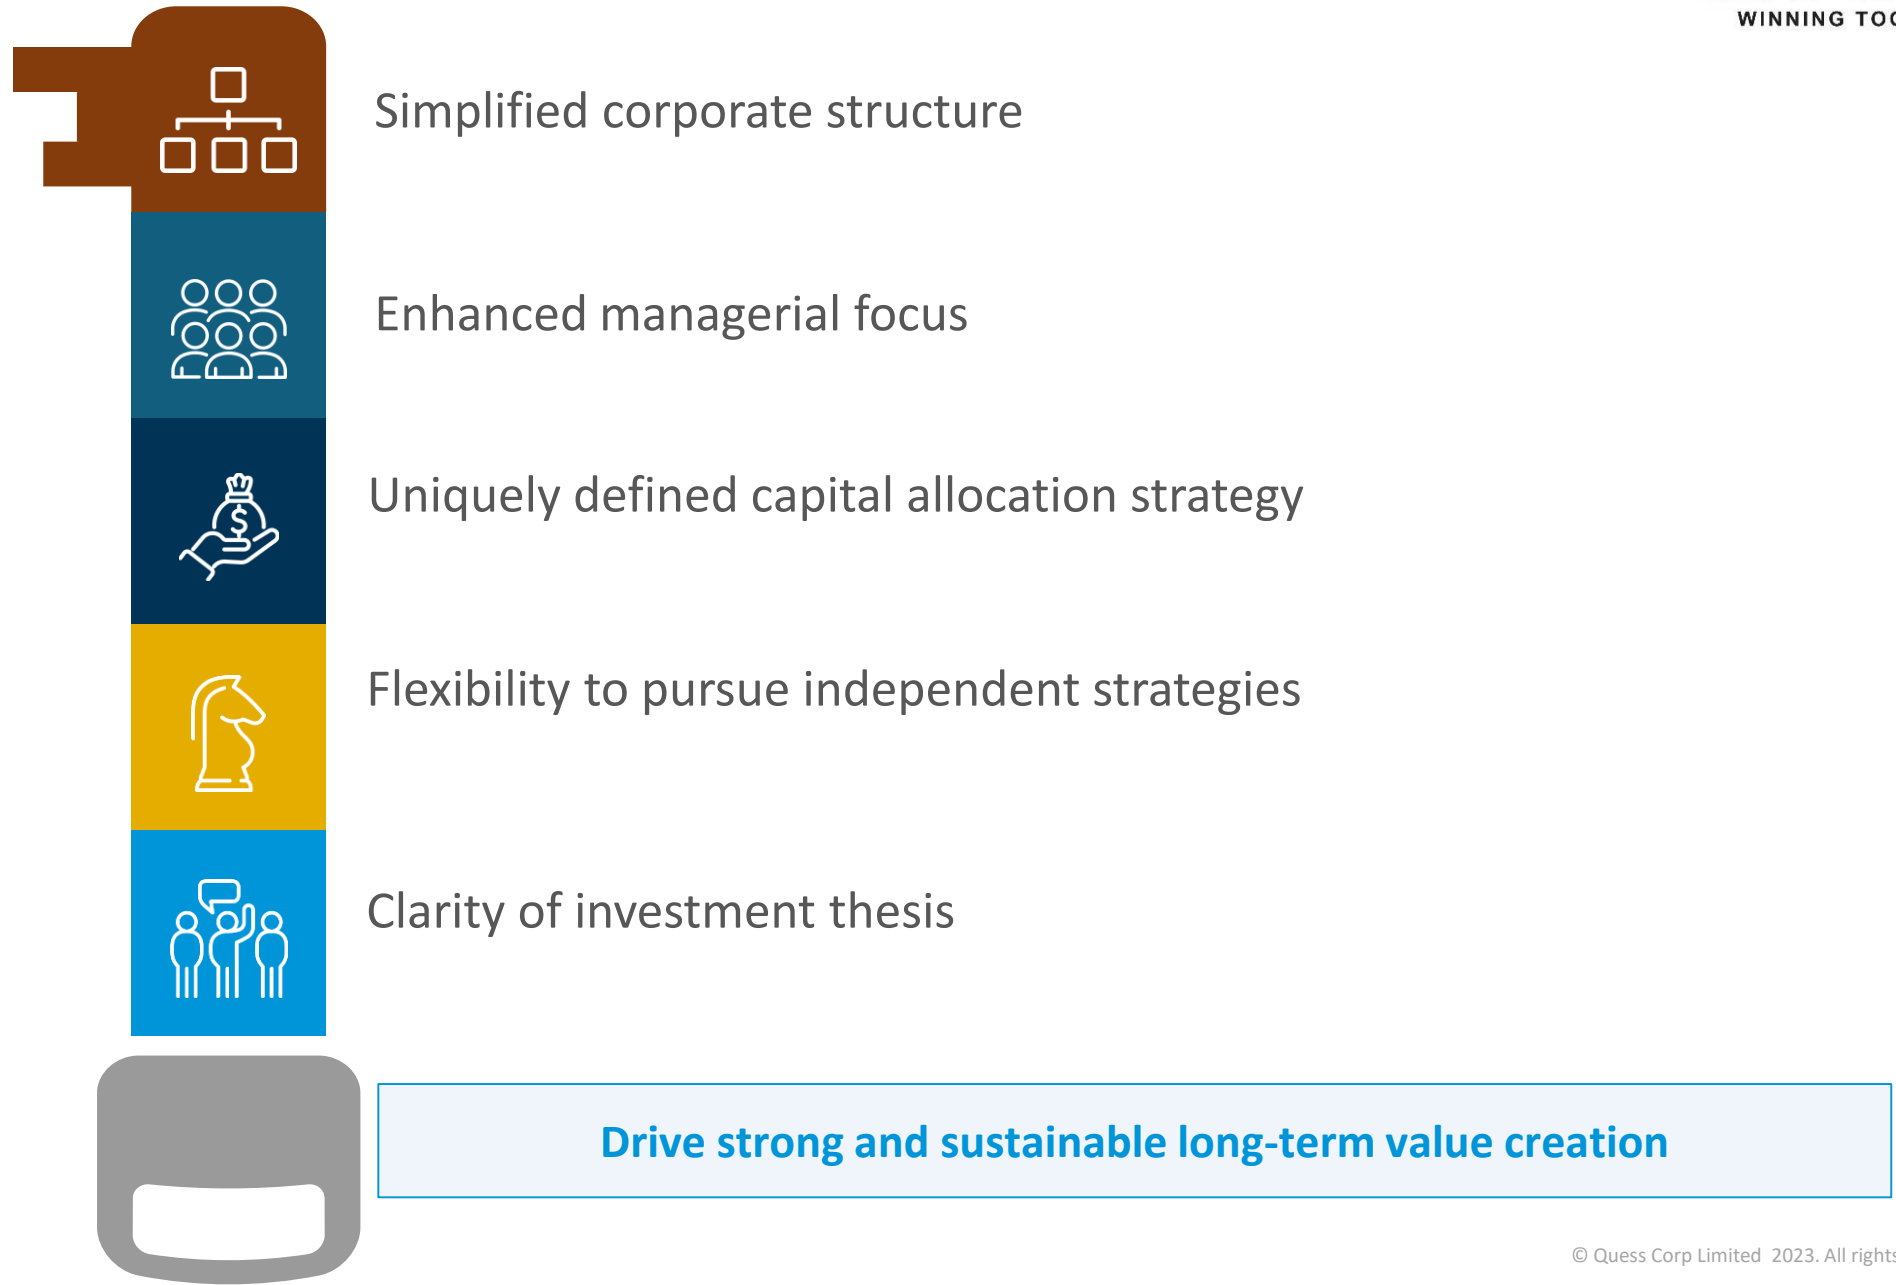 WINNING
Simplified corporate structure
Enhanced managerial focus
Uniquely defined capital allocation strategy
$
Flexibility to pursue independent strategies
Clarity of investment thesis
Drive strong and sustainable long-term value creation
© Quess Corp Limited 2023. All rights